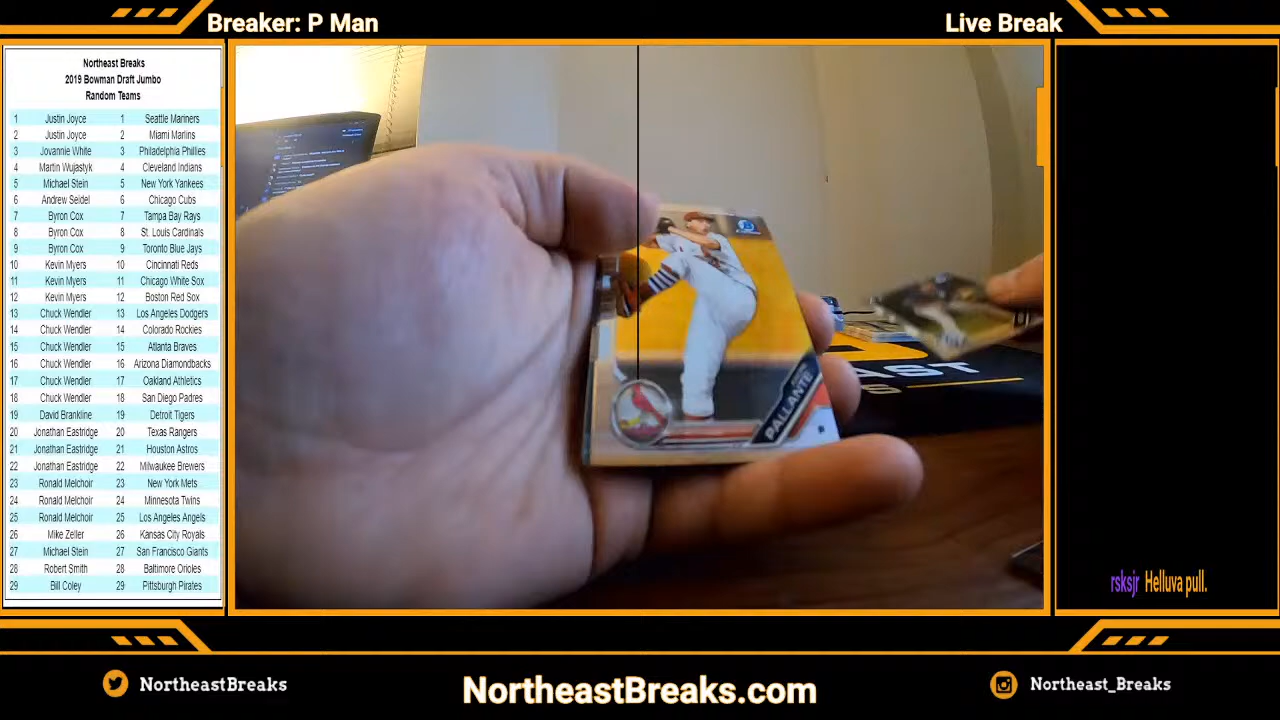 Breaker: P Man
Live Break
Northeast Breaks
2019 Bowman Draft Jumbo
Random Teams
1 Justin Joyce 1 Seattle Mariners
2 Justin Joyce 2 Miami Marlins
3 Jovannie White 3 Philadelphia Phillies
4 Martin Wujastyk 4 Cleveland Indians
5 Michael Stein 5 New York Yankees
6 Andrew Seidel 6 Chicago Cubs
7 Byron Cox 7 Tampa Bay Rays
8 Byron Cox 8 St. Louis Cardinals
9 Byron Cox 9 Toronto Blue Jays
10 Kevin Myers 10 Cincinnati Reds
11 Kevin Myers 11 Chicago White Sox
12 Kevin Myers 12 Boston Red Sox
13 Chuck Wendler 13 Los Angeles Dodgers
14 Chuck Wendler 14 Colorado Rockies
15 Chuck Wendler 15 Atlanta Braves
16 Chuck Wendler 16 Arizona Diamondbacks
17 Chuck Wendler 17 Oakland Athletics
18 Chuck Wendler 18 San Diego Padres
19 David Brankline 19 Detroit Tigers
20 Jonathan Eastridge 20 Texas Rangers
21 Jonathan Eastridge 21 Houston Astros
22 Jonathan Eastridge 22 Milwaukee Brewers
23 Ronald Melchoir 23 New York Mets
24 Ronald Melchoir 24 Minnesota Twins
25 Ronald Melchoir 25 Los Angeles Angels
26 Mike Zeller 26 Kansas City Royals
27 Michael Stein 27 San Francisco Giants
28 Robert Smith 28 Baltimore Orioles
29 Bill Coley 29 Pittsburgh Pirates
PALLANTE
AST
rsksjr Helluva pull.
NortheastBreaks
NortheastBreaks.com
Northeast_Breaks